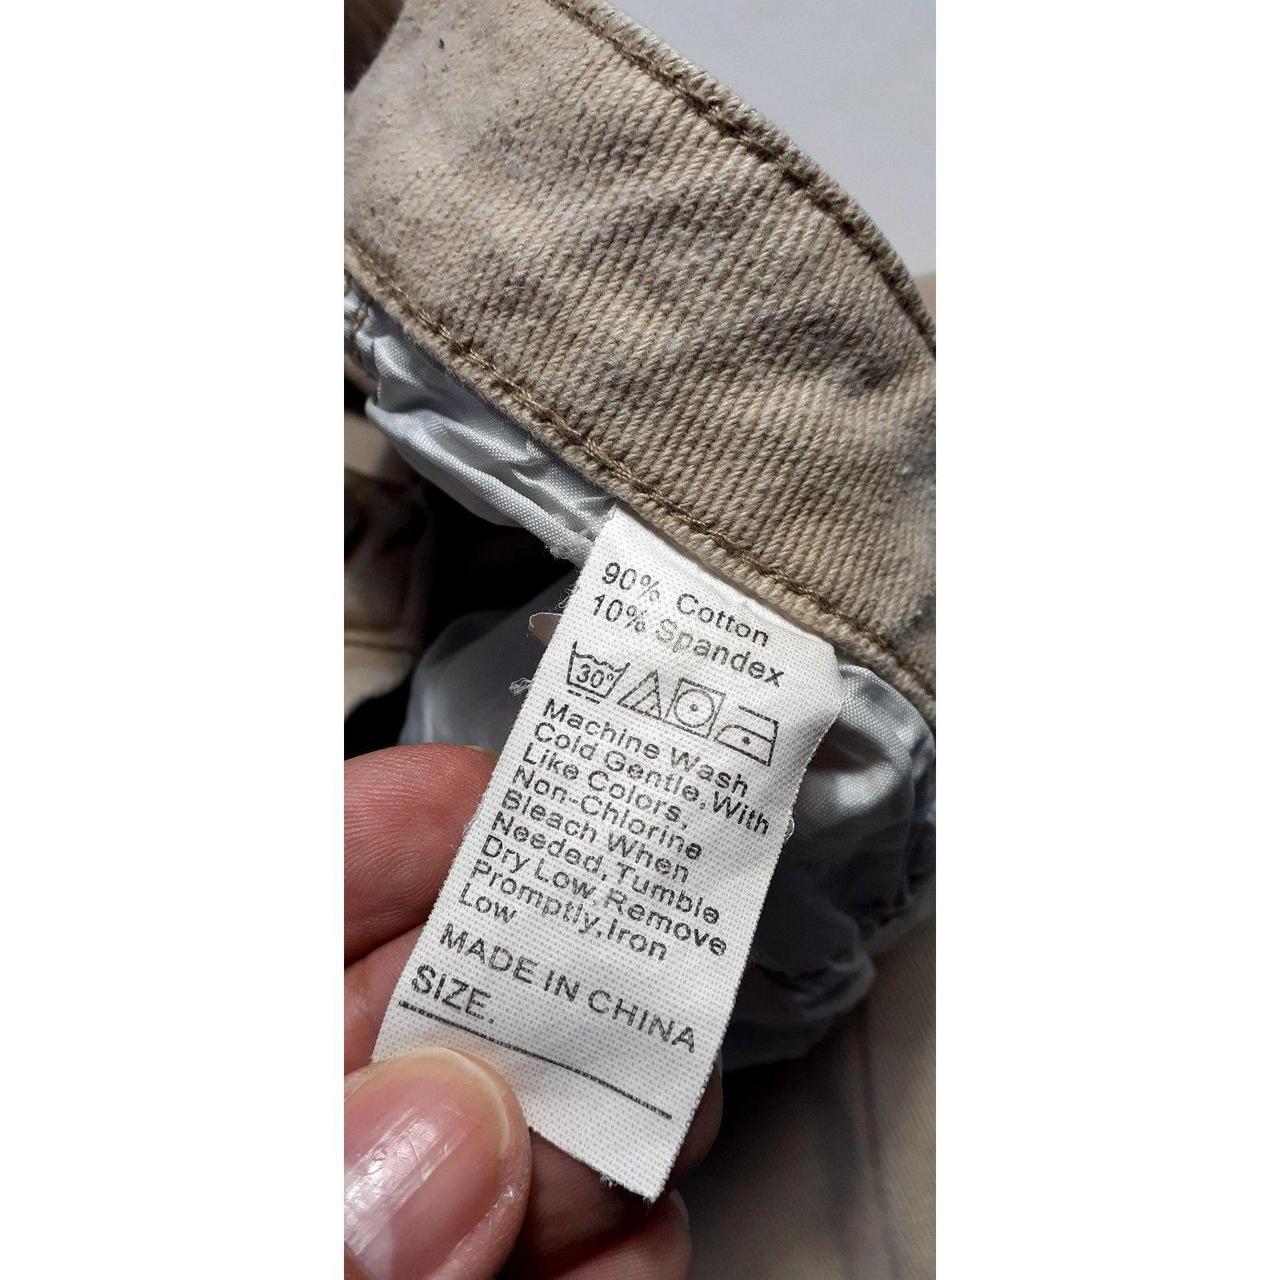 90% Cotton
10% Spandex
30°
Machine Wash
Cold Gentle, With
Like Colors,
Non-Chlorine
Bleach When
Needed, Tumble
Dry Low, Remove
Promptly, Iron
Low
MADE IN CHINA
SIZE.